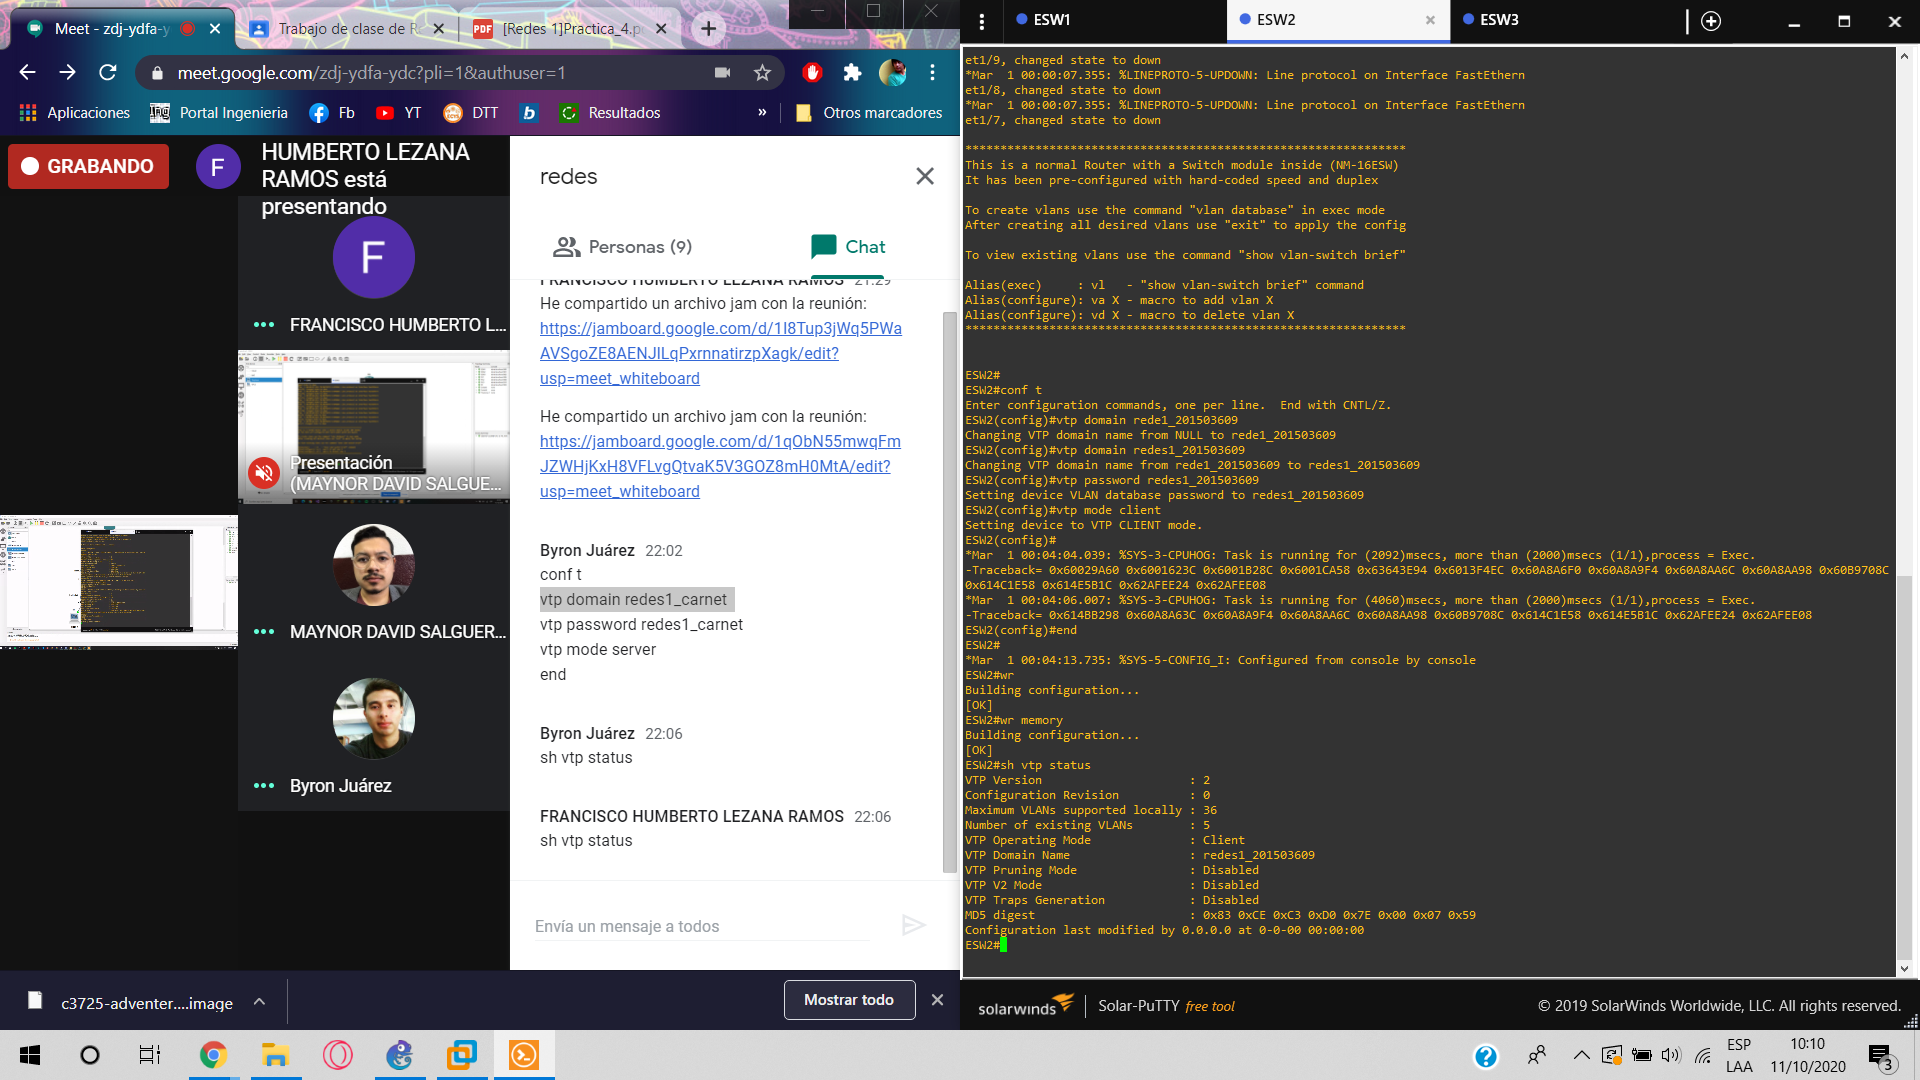 Meet - zdj-ydfa-y
Trabajo de clase de R
PDF
[Redes 1]Practica_4.p
meet.google.com/zdj-ydfa-ydc?pli=1&authuser=1
Aplicaciones
Portal Ingenieria
Fb
YT
DTT
b
Resultados
»
Otros marcadores
GRABANDO
F
HUMBERTO LEZANA
RAMOS está
presentando
F
FRANCISCO HUMBERTO L...
Presentación
(MAYNOR DAVID SALGUE...
MAYNOR DAVID SALGUER...
Byron Juárez
redes
Personas (9)
Chat
FRANCISCO HUMBERTO LEZANA RAMOS 21:29
He compartido un archivo jam con la reunión:
https://jamboard.google.com/d/1I8Tup3jWq5PWa
AVSgoZE8AENJlLqPxrnnatirzpXagk/edit?
usp=meet_whiteboard
He compartido un archivo jam con la reunión:
https://jamboard.google.com/d/1qObN55mwqFm
JZWHjKxH8VFLvgQtvaK5V3GOZ8mH0MtA/edit?
usp=meet_whiteboard
Byron Juárez 22:02
conf t
vtp domain redes1_carnet
vtp password redes1_carnet
vtp mode server
end
Byron Juárez 22:06
sh vtp status
FRANCISCO HUMBERTO LEZANA RAMOS 22:06
sh vtp status
Envía un mensaje a todos
c3725-adventer....image
Mostrar todo
ESW1
ESW2
ESW3
et1/9, changed state to down
*Mar  1 00:00:07.355: %LINEPROTO-5-UPDOWN: Line protocol on Interface FastEthern
et1/8, changed state to down
*Mar  1 00:00:07.355: %LINEPROTO-5-UPDOWN: Line protocol on Interface FastEthern
et1/7, changed state to down
***************************************************************
This is a normal Router with a Switch module inside (NM-16ESW)
It has been pre-configured with hard-coded speed and duplex
To create vlans use the command "vlan database" in exec mode
After creating all desired vlans use "exit" to apply the config
To view existing vlans use the command "show vlan-switch brief"
Alias(exec)     : vl   - "show vlan-switch brief" command
Alias(configure): va X - macro to add vlan X
Alias(configure): vd X - macro to delete vlan X
***************************************************************
ESW2#
ESW2#conf t
Enter configuration commands, one per line.  End with CNTL/Z.
ESW2(config)#vtp domain rede1_201503609
Changing VTP domain name from NULL to rede1_201503609
ESW2(config)#vtp domain redes1_201503609
Changing VTP domain name from rede1_201503609 to redes1_201503609
ESW2(config)#vtp password redes1_201503609
Setting device VLAN database password to redes1_201503609
ESW2(config)#vtp mode client
Setting device to VTP CLIENT mode.
ESW2(config)#
*Mar  1 00:04:04.039: %SYS-3-CPUHOG: Task is running for (2092)msecs, more than (2000)msecs (1/1),process = Exec.
-Traceback= 0x60029A60 0x6001623C 0x6001B28C 0x6001CA58 0x63643E94 0x6013F4EC 0x60A8A6F0 0x60A8A9F4 0x60A8AA6C 0x60A8AA98 0x60B9708C
0x614C1E58 0x614E5B1C 0x62AFEE24 0x62AFEE08
*Mar  1 00:04:06.007: %SYS-3-CPUHOG: Task is running for (4060)msecs, more than (2000)msecs (1/1),process = Exec.
-Traceback= 0x614BB298 0x60A8A63C 0x60A8A9F4 0x60A8AA6C 0x60A8AA98 0x60B9708C 0x614C1E58 0x614E5B1C 0x62AFEE24 0x62AFEE08
ESW2(config)#end
ESW2#
*Mar  1 00:04:13.735: %SYS-5-CONFIG_I: Configured from console by console
ESW2#wr
Building configuration...
[OK]
ESW2#wr memory
Building configuration...
[OK]
ESW2#sh vtp status
VTP Version                     : 2
Configuration Revision          : 0
Maximum VLANs supported locally : 36
Number of existing VLANs        : 5
VTP Operating Mode              : Client
VTP Domain Name                 : redes1_201503609
VTP Pruning Mode                : Disabled
VTP V2 Mode                     : Disabled
VTP Traps Generation            : Disabled
MD5 digest                      : 0x83 0xCE 0xC3 0xD0 0x7E 0x00 0x07 0x59
Configuration last modified by 0.0.0.0 at 0-0-00 00:00:00
ESW2#
solarwinds
Solar-PuTTY free tool
© 2019 SolarWinds Worldwide, LLC. All rights reserved.
ESP
LAA
10:10
11/10/2020
3